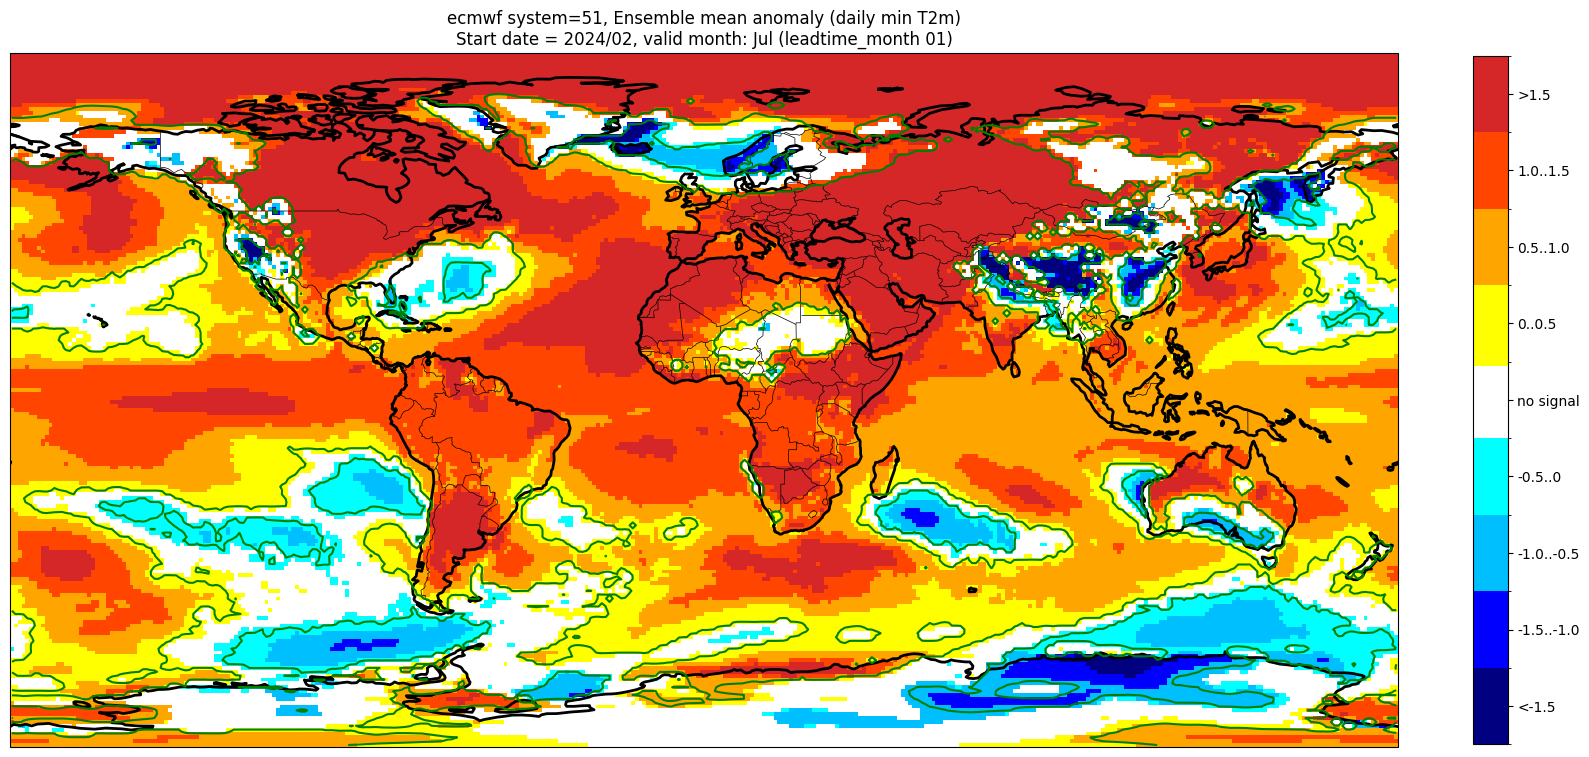 ecmwf system=51, Ensemble mean anomaly (daily min T2m)
Start date = 2024/02, valid month: Jul (leadtime_month 01)
>1.5
1.0..1.5
0.5..1.0
0..0.5
no signal
-0.5..0
-1.0..-0.5
-1.5..-1.0
<-1.5